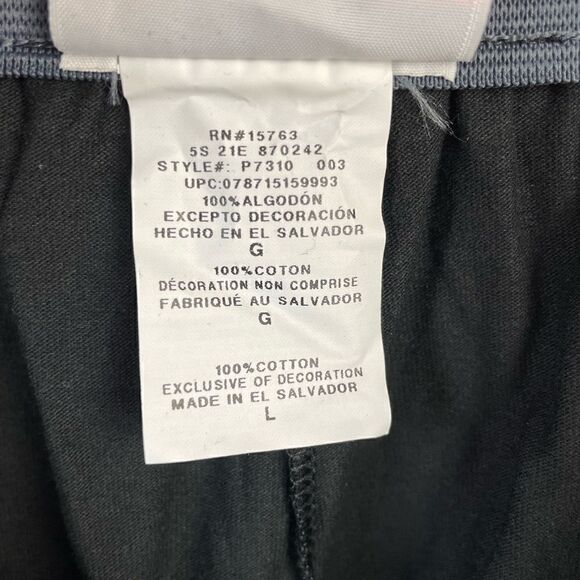 RN#15763
5S 21E 870242
STYLE#: P7310 003
UPC:078715159993
100%ALGODÓN
EXCEPTO DECORACIÓN
HECHO EN EL SALVADOR
G
100%COTON
DÉCORATION NON COMPRISE
FABRIQUÉ AU SALVADOR
G
100%COTTON
EXCLUSIVE OF DECORATION
MADE IN EL SALVADOR
L